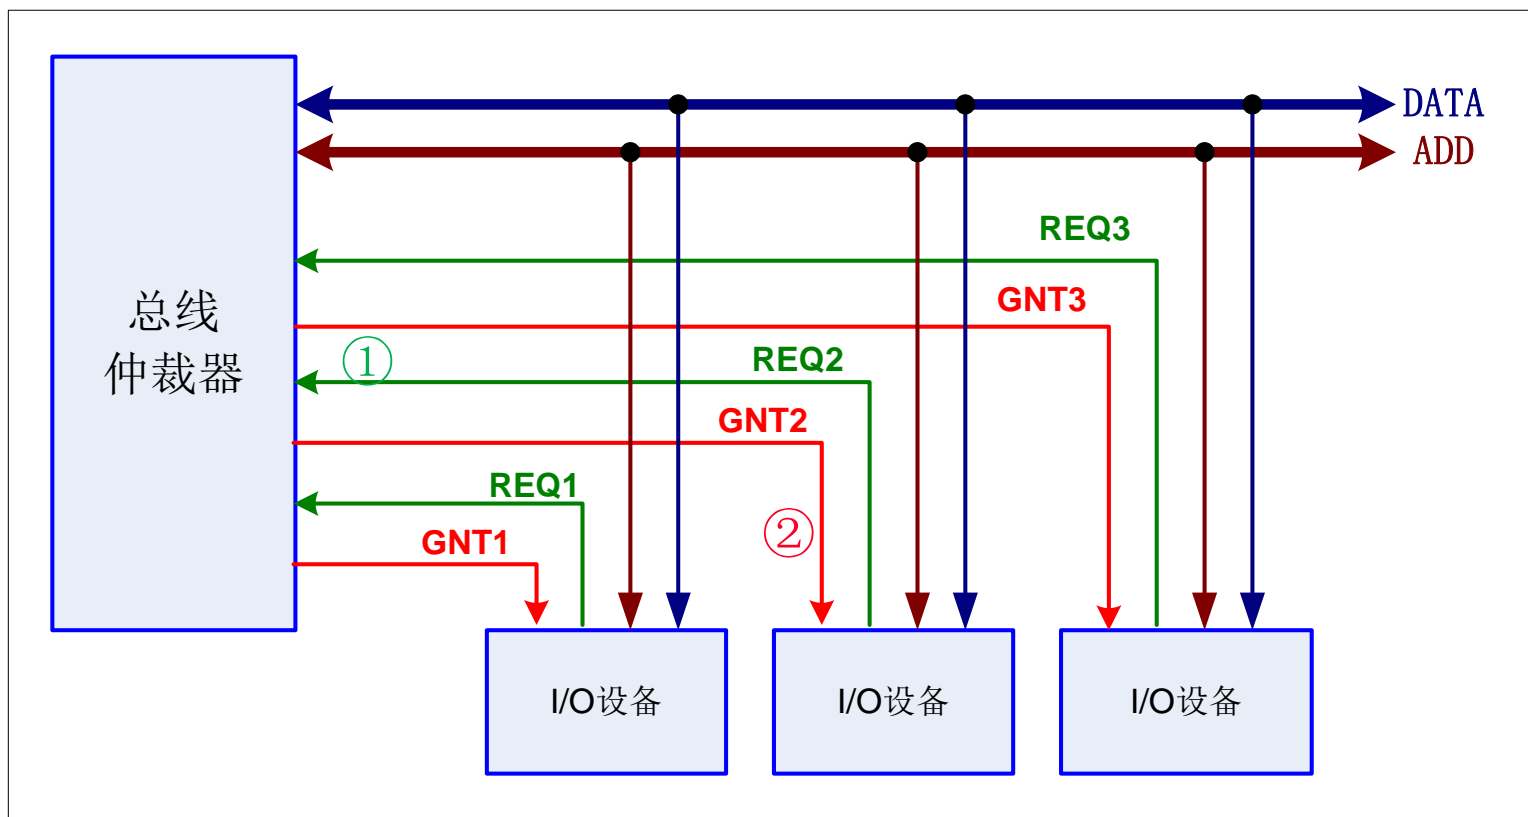 DATA
ADD
REQ3
GNT3
总线
仲裁器
①
REQ2
GNT2
REQ1
②
GNT1
I/O设备
I/O设备
I/O设备